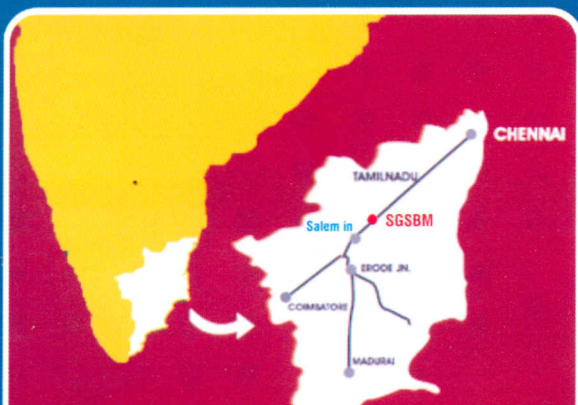 CHENNAI
TAMILNADU
SGSBM
Salem in
ERODE JN.
COIMBATORE
MADURAI